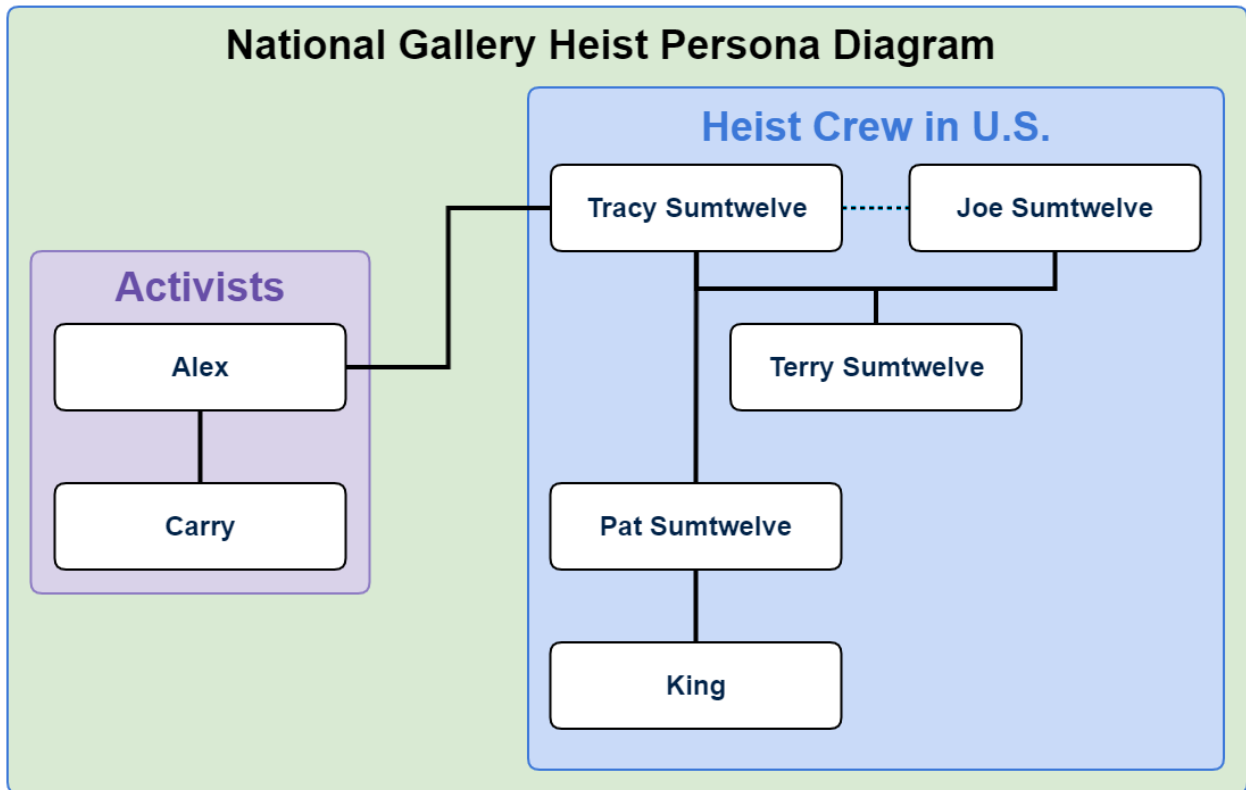 National Gallery Heist Persona Diagram
Heist Crew in U.S.
Tracy Sumtwelve
Joe Sumtwelve
Activists
Alex
Terry Sumtwelve
Carry
Pat Sumtwelve
King